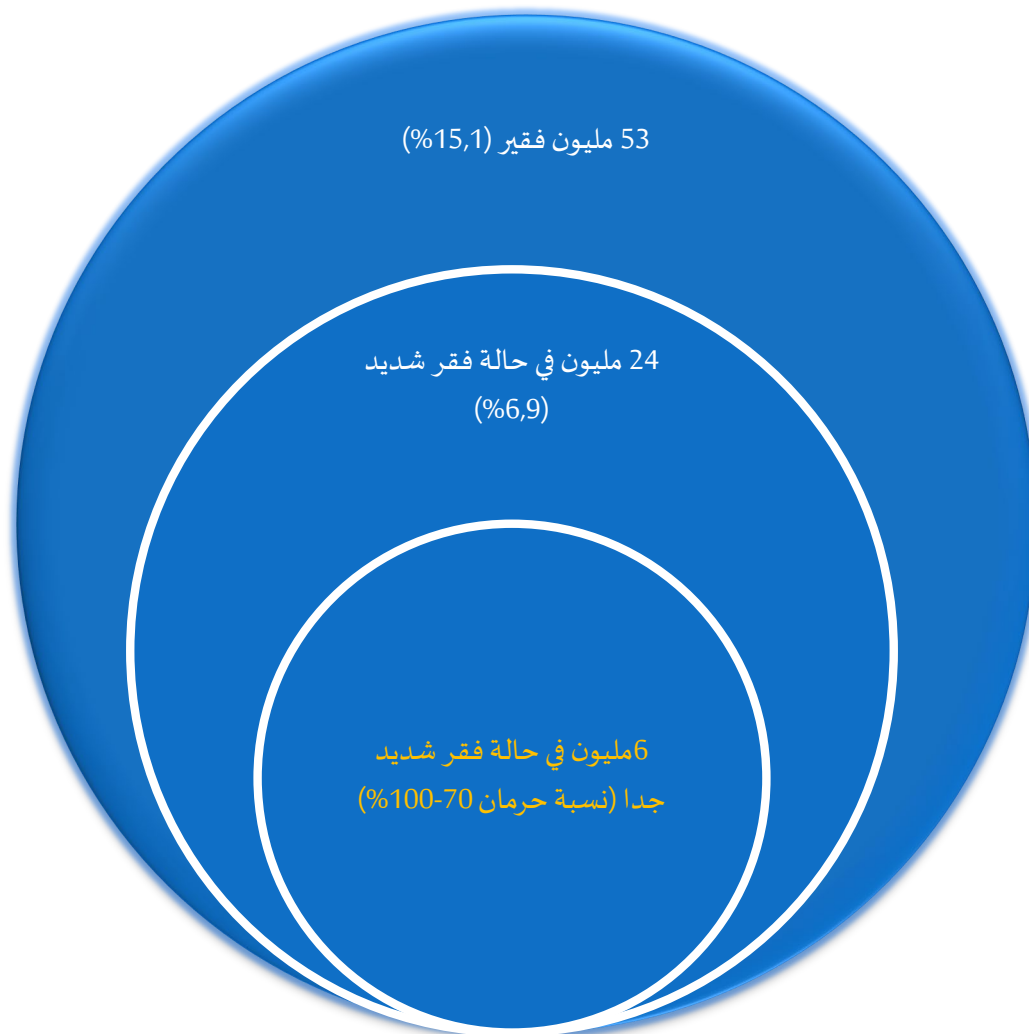 53 مليون فقير (15,1%)
24 مليون في حالة فقر شديد
(6,9%)
6مليون في حالة فقر شديد
جدا (نسبة حرمان 70-100%)